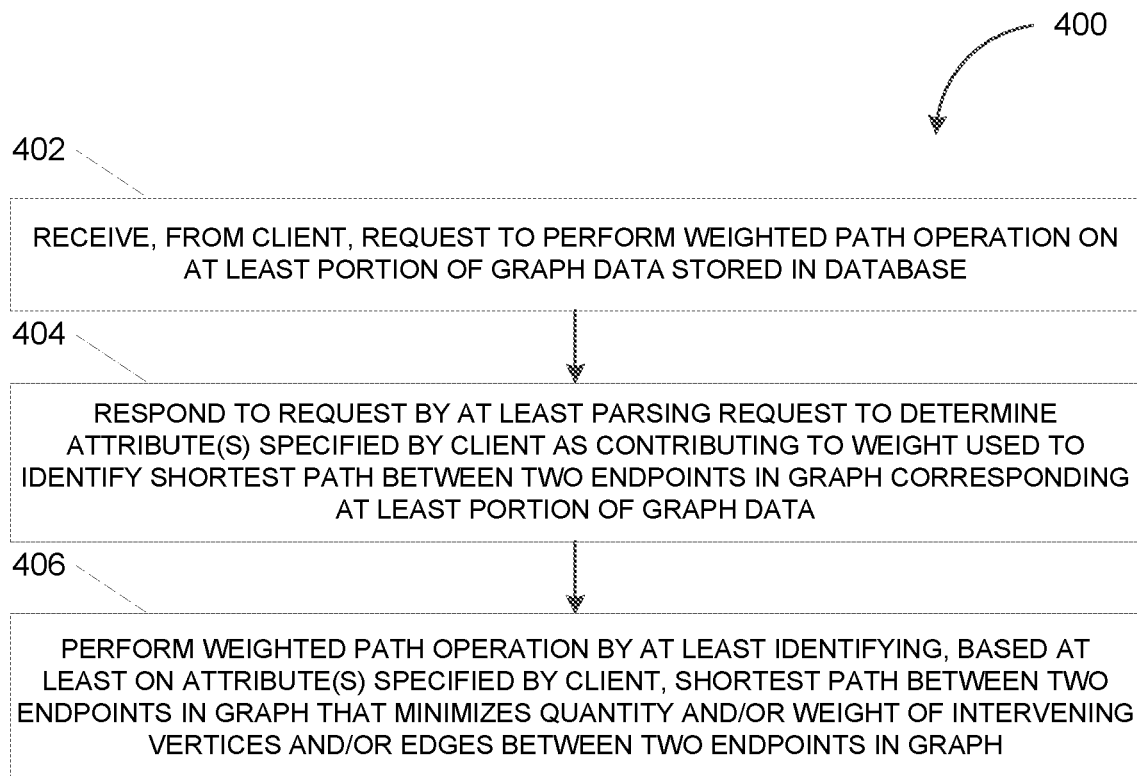 400
402
RECEIVE, FROM CLIENT, REQUEST TO PERFORM WEIGHTED PATH OPERATION ON
AT LEAST PORTION OF GRAPH DATA STORED IN DATABASE
404
RESPOND TO REQUEST BY AT LEAST PARSING REQUEST TO DETERMINE
ATTRIBUTE(S) SPECIFIED BY CLIENT AS CONTRIBUTING TO WEIGHT USED TO
IDENTIFY SHORTEST PATH BETWEEN TWO ENDPOINTS IN GRAPH CORRESPONDING
AT LEAST PORTION OF GRAPH DATA
406
PERFORM WEIGHTED PATH OPERATION BY AT LEAST IDENTIFYING, BASED AT
LEAST ON ATTRIBUTE(S) SPECIFIED BY CLIENT, SHORTEST PATH BETWEEN TWO
ENDPOINTS IN GRAPH THAT MINIMIZES QUANTITY AND/OR WEIGHT OF INTERVENING
VERTICES AND/OR EDGES BETWEEN TWO ENDPOINTS IN GRAPH